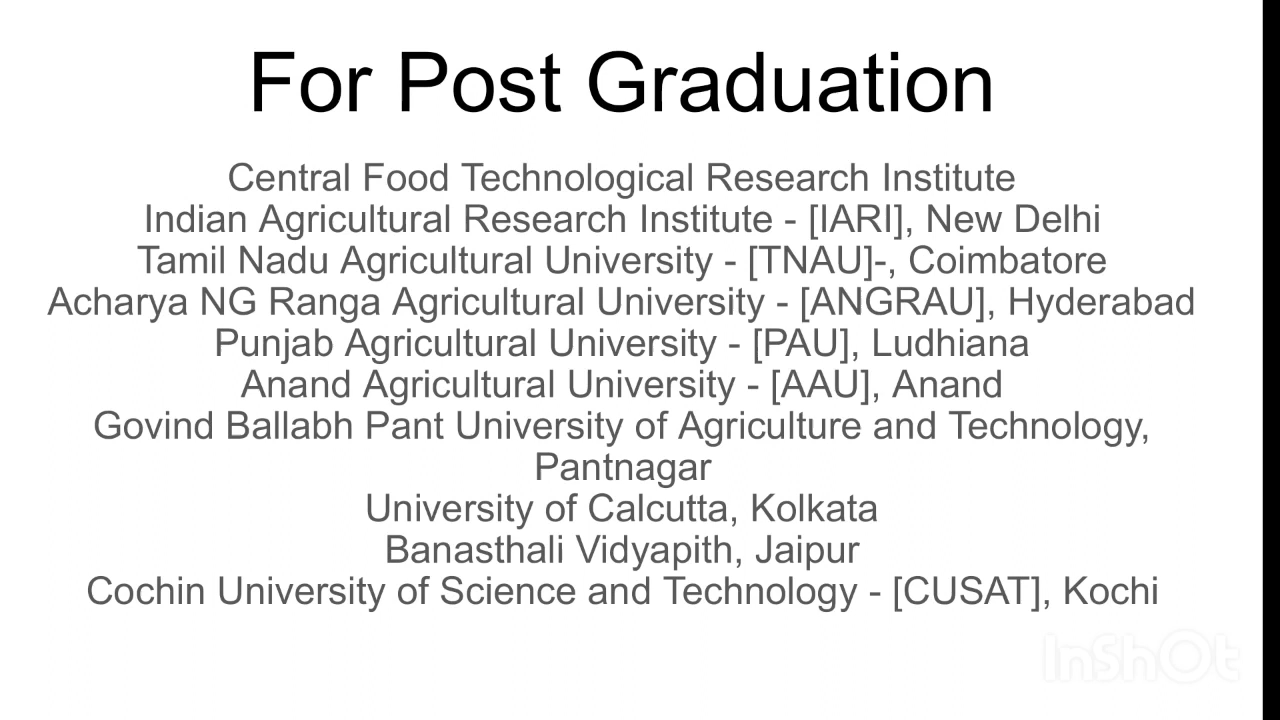 For Post Graduation
Central Food Technological Research Institute
Indian Agricultural Research Institute - [IARI], New Delhi
Tamil Nadu Agricultural University - [TNAU]-, Coimbatore
Acharya NG Ranga Agricultural University - [ANGRAU], Hyderabad
Punjab Agricultural University - [PAU], Ludhiana
Anand Agricultural University - [AAU], Anand
Govind Ballabh Pant University of Agriculture and Technology,
Pantnagar
University of Calcutta, Kolkata
Banasthali Vidyapith, Jaipur
Cochin University of Science and Technology - [CUSAT], Kochi
InShOt